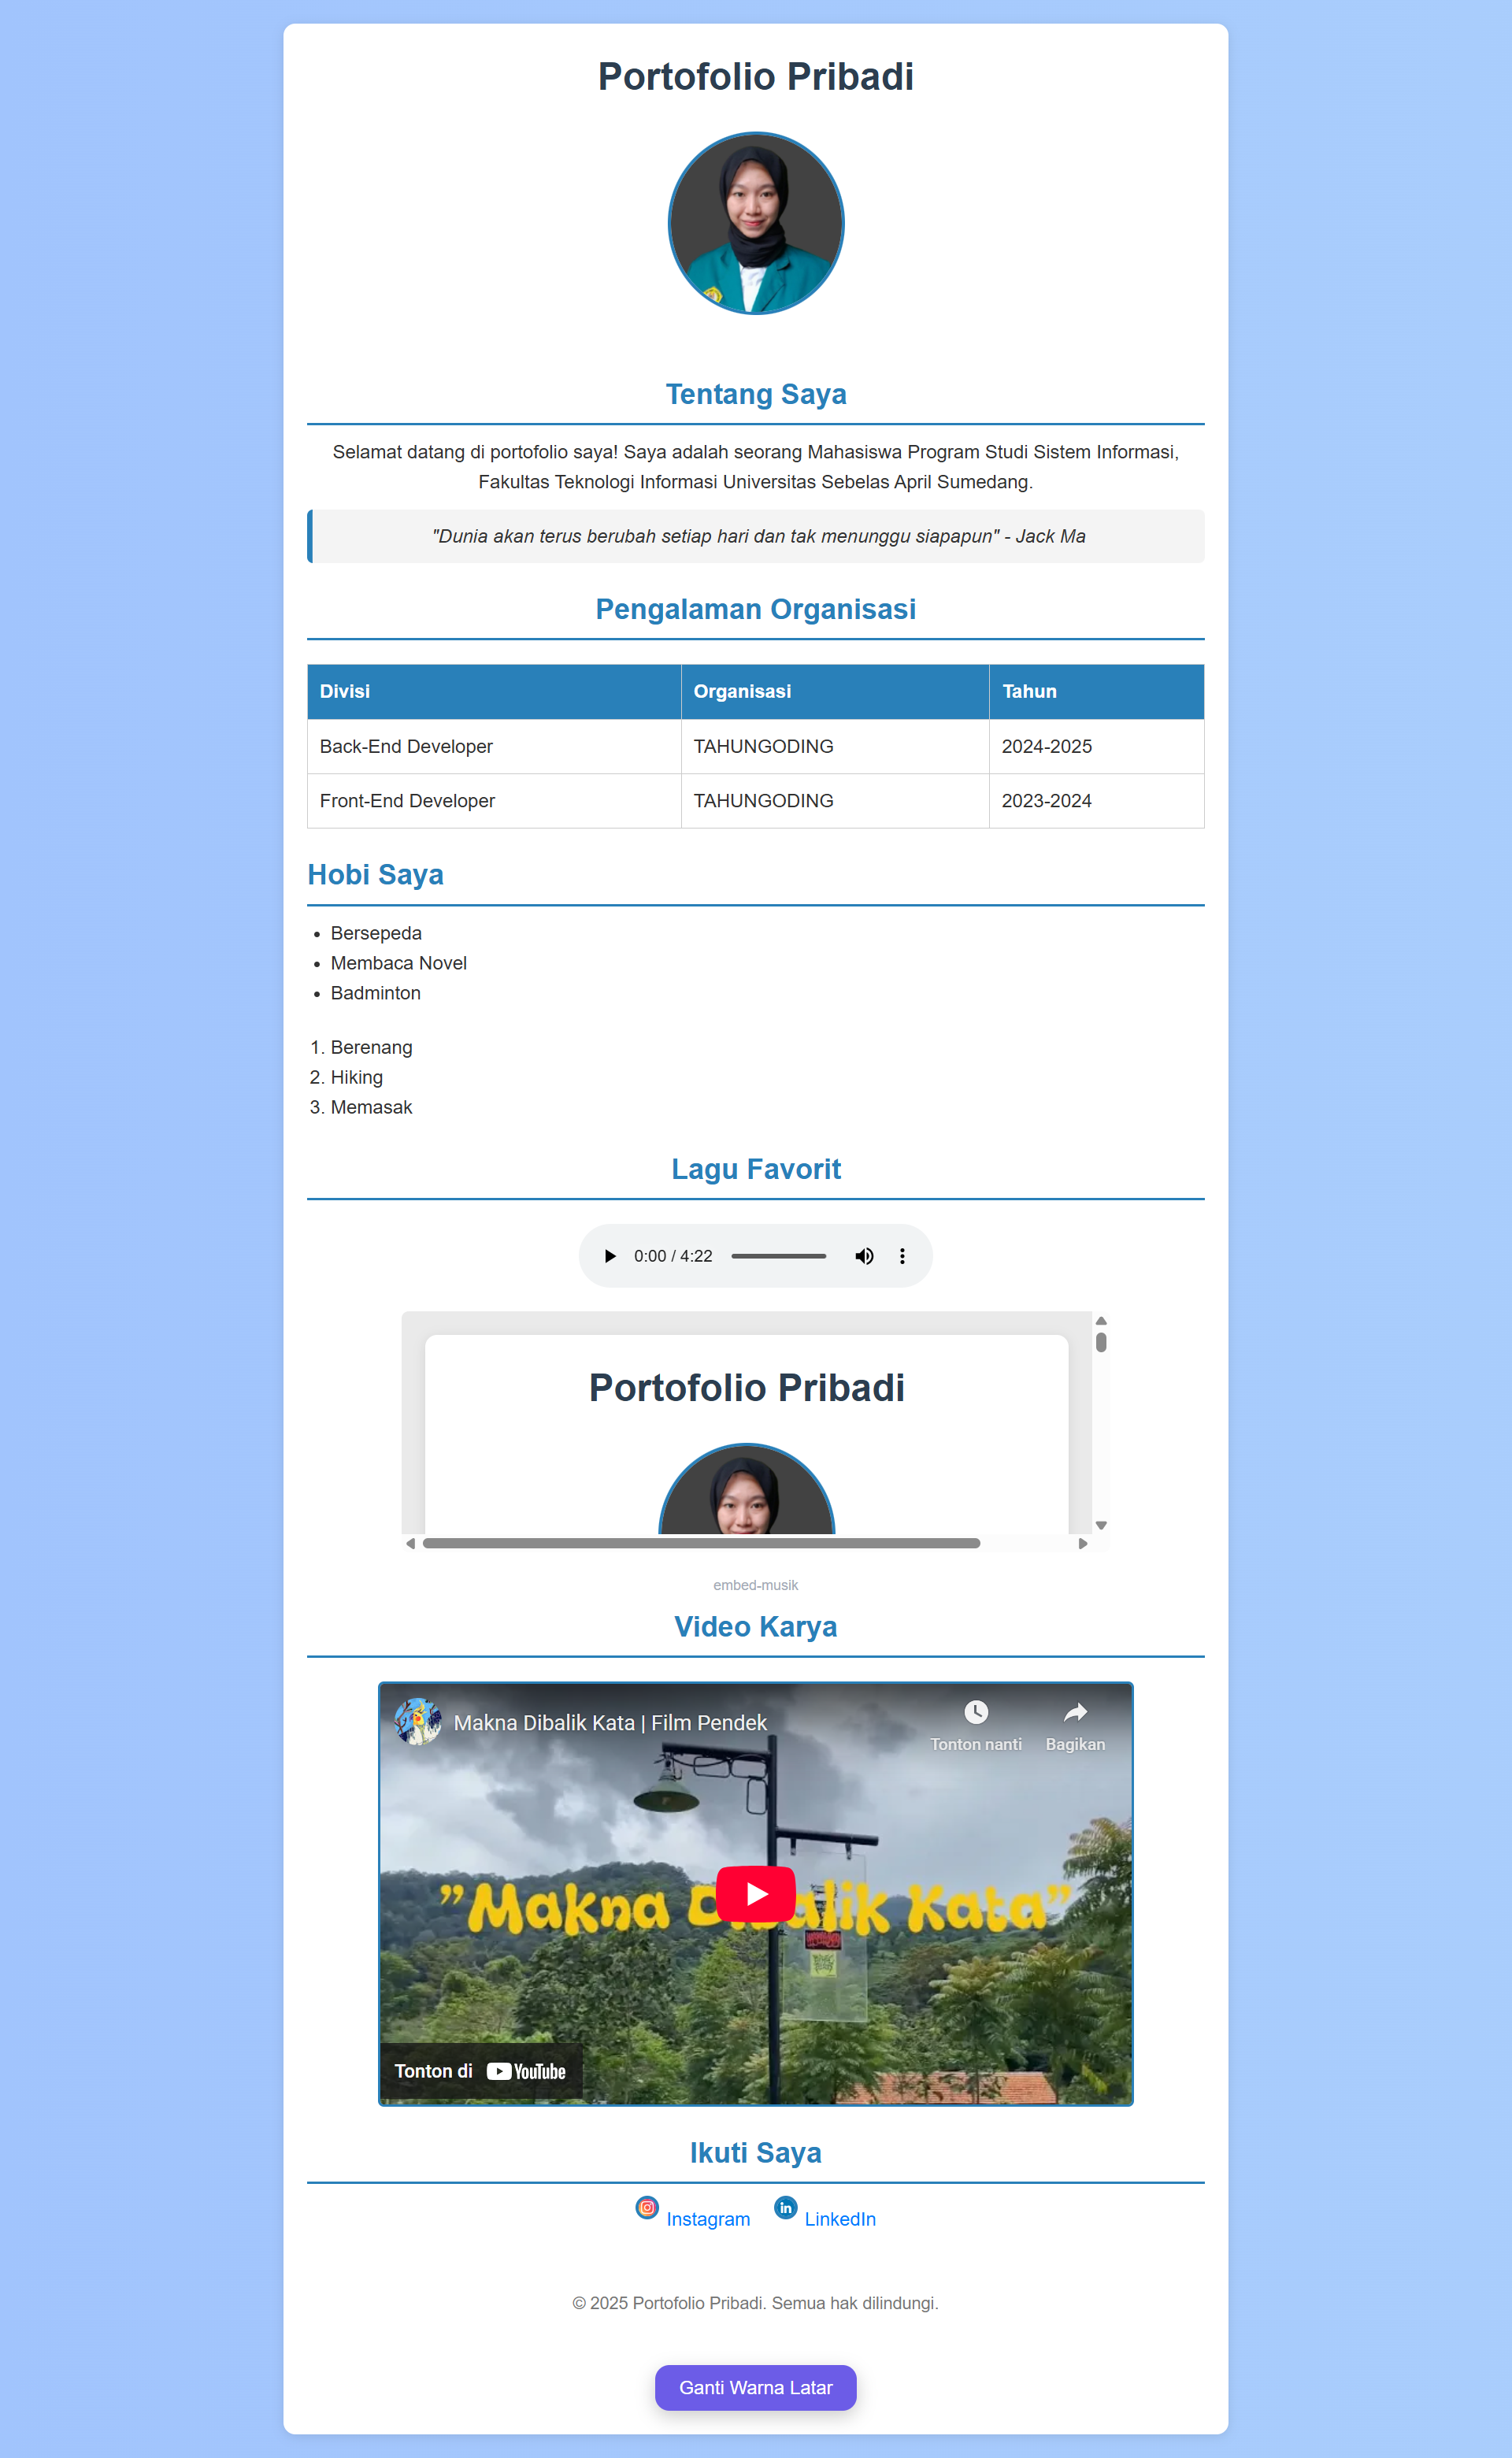 Portofolio Pribadi
Tentang Saya
Selamat datang di portofolio saya! Saya adalah seorang Mahasiswa Program Studi Sistem Informasi,
Fakultas Teknologi Informasi Universitas Sebelas April Sumedang.
"Dunia akan terus berubah setiap hari dan tak menunggu siapapun" - Jack Ma
Pengalaman Organisasi
Divisi Organisasi Tahun
Back-End Developer TAHUNGODING 2024-2025
Front-End Developer TAHUNGODING 2023-2024
Hobi Saya
• Bersepeda
• Membaca Novel
• Badminton
1. Berenang
2. Hiking
3. Memasak
Lagu Favorit
0:00 / 4:22
Portofolio Pribadi
embed-musik
Video Karya
Makna Dibalik Kata | Film Pendek
Tonton nanti Bagikan
"Makna Dibalik Kata"
Tonton di YouTube
Ikuti Saya
Instagram LinkedIn
© 2025 Portofolio Pribadi. Semua hak dilindungi.
Ganti Warna Latar